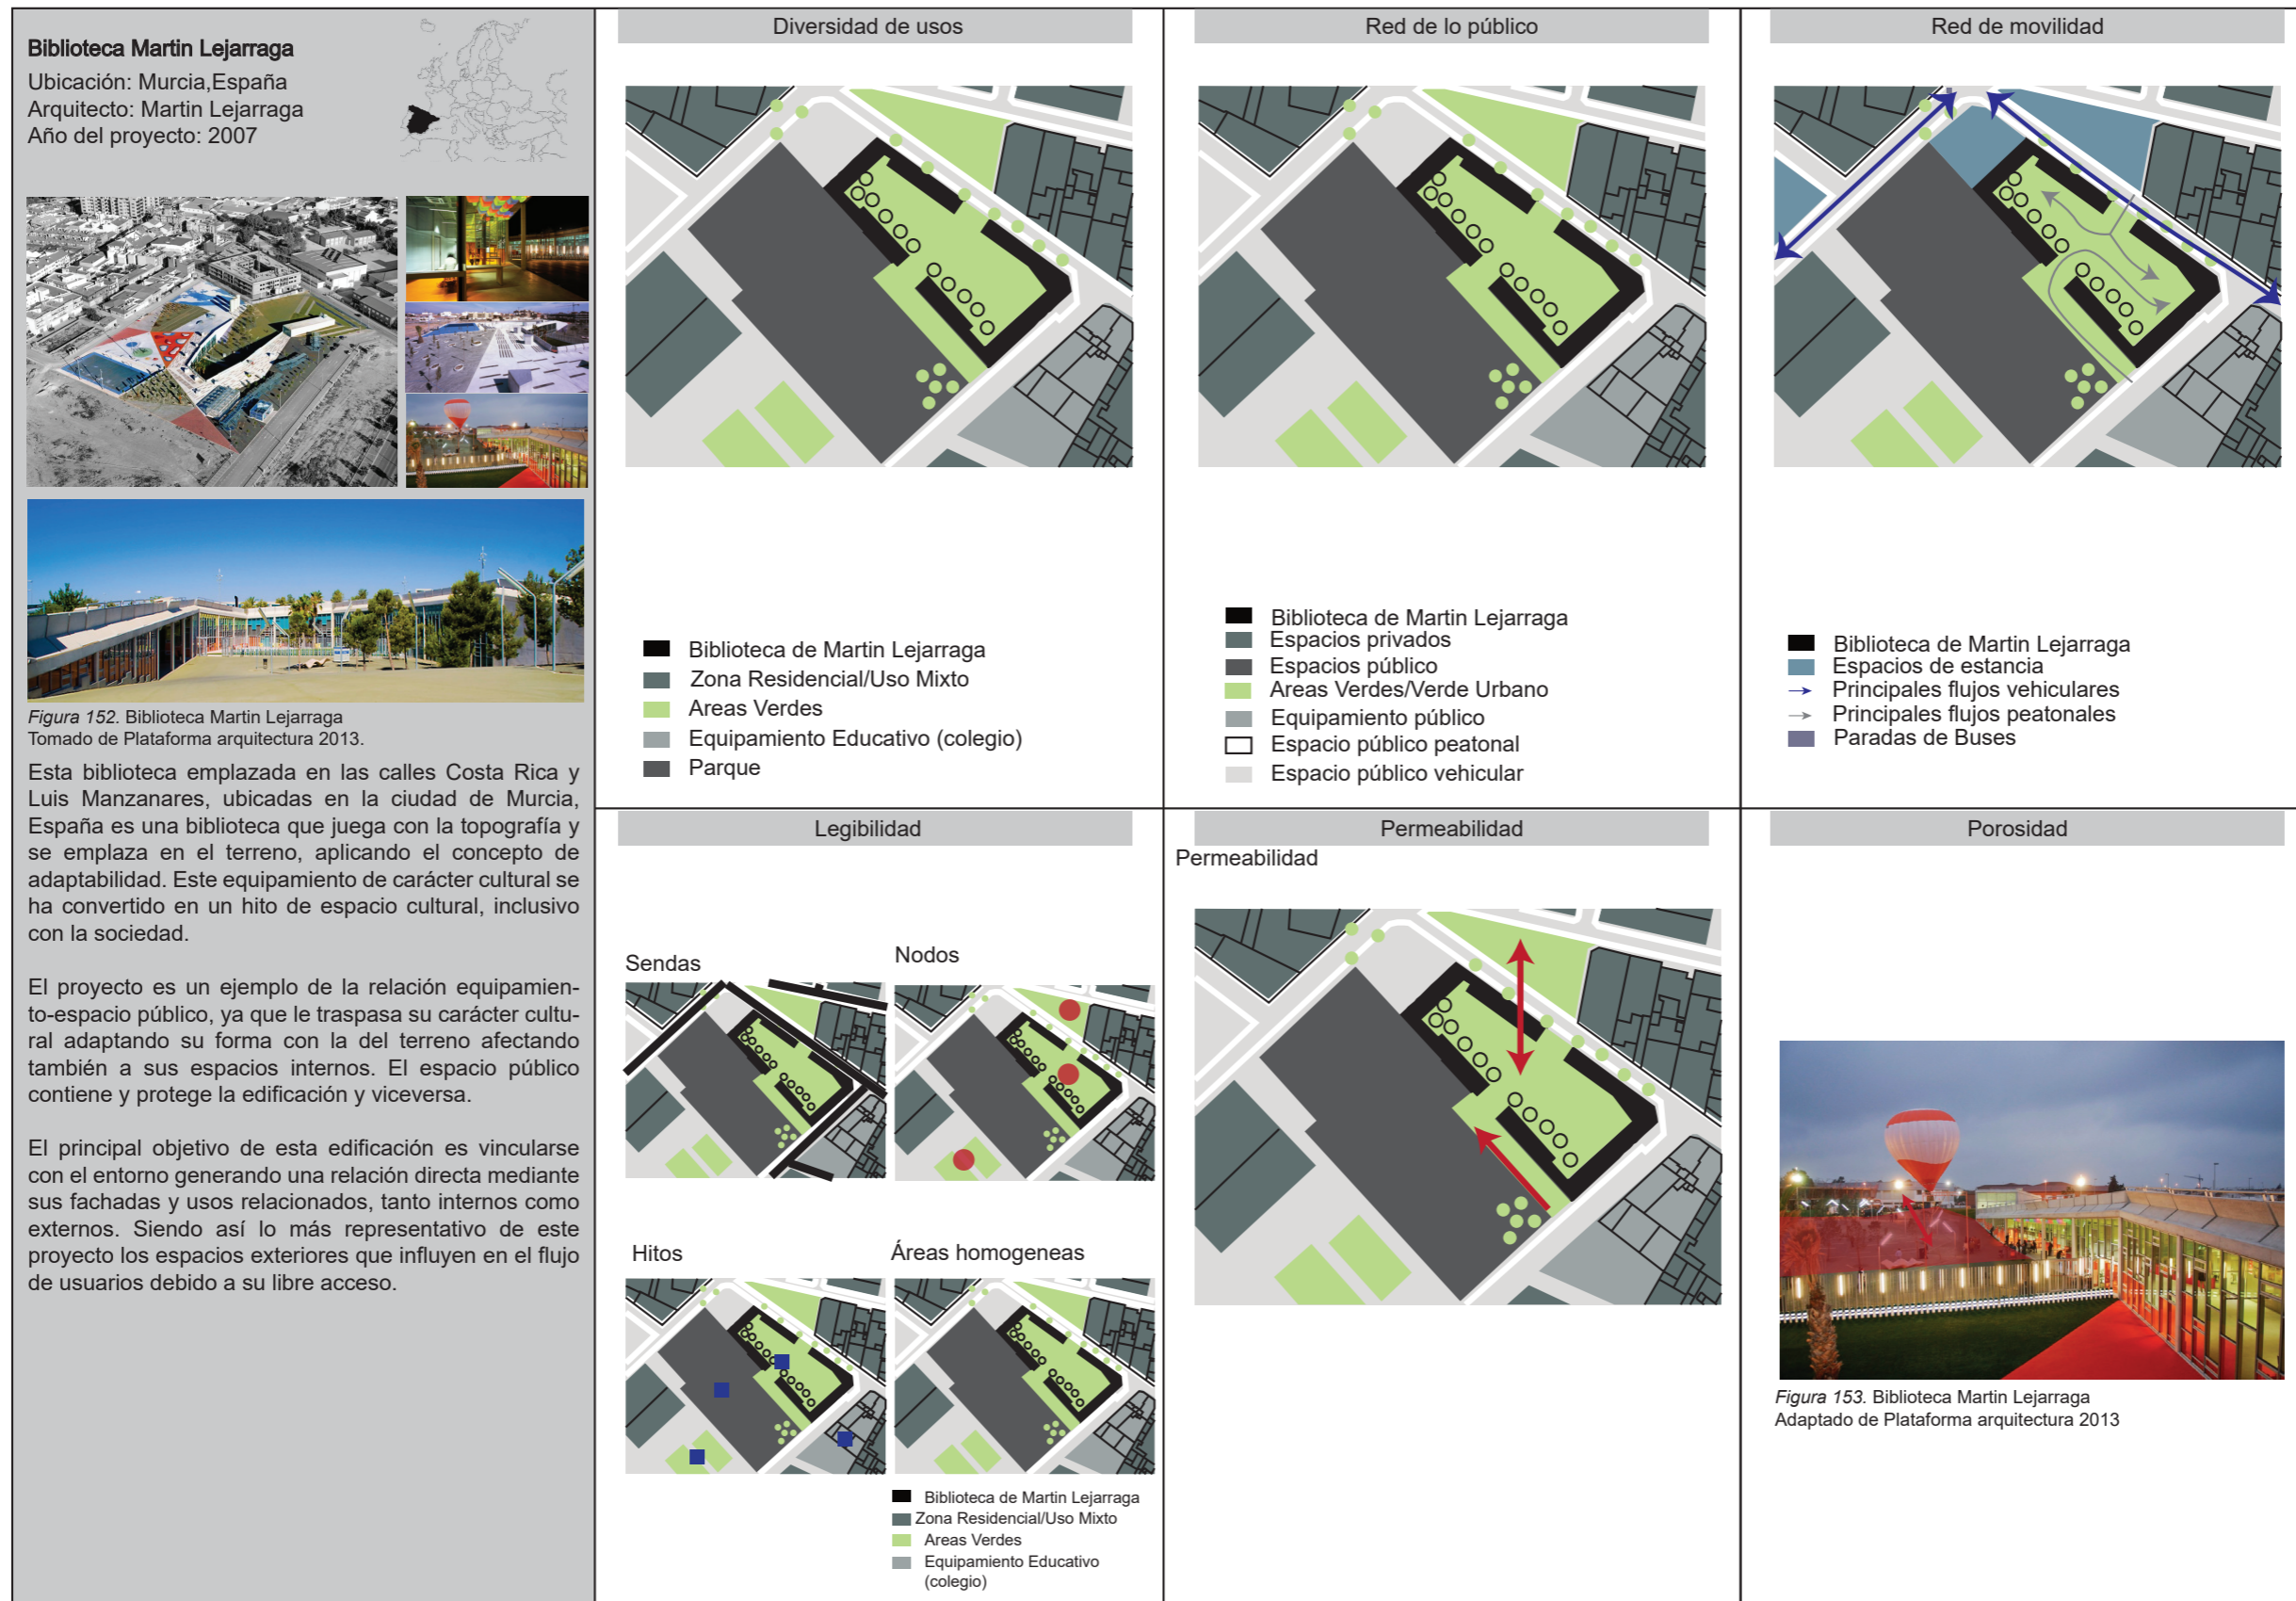 Biblioteca Martin Lejarraga
Ubicación: Murcia,España
Arquitecto: Martin Lejarraga
Año del proyecto: 2007
Figura 152. Biblioteca Martin Lejarraga
Tomado de Plataforma arquitectura 2013.
Esta biblioteca emplazada en las calles Costa Rica y
Luis Manzanares, ubicadas en la ciudad de Murcia,
España es una biblioteca que juega con la topografía y
se emplaza en el terreno, aplicando el concepto de
adaptabilidad. Este equipamiento de carácter cultural se
ha convertido en un hito de espacio cultural, inclusivo
con la sociedad.
El proyecto es un ejemplo de la relación equipamien-
to-espacio público, ya que le traspasa su carácter cultu-
ral adaptando su forma con la del terreno afectando
también a sus espacios internos. El espacio público
contiene y protege la edificación y viceversa.
El principal objetivo de esta edificación es vincularse
con el entorno generando una relación directa mediante
sus fachadas y usos relacionados, tanto internos como
externos. Siendo así lo más representativo de este
proyecto los espacios exteriores que influyen en el flujo
de usuarios debido a su libre acceso.
Diversidad de usos
Biblioteca de Martin Lejarraga
Zona Residencial/Uso Mixto
Areas Verdes
Equipamiento Educativo (colegio)
Parque
Red de lo público
Biblioteca de Martin Lejarraga
Espacios privados
Espacios público
Areas Verdes/Verde Urbano
Equipamiento público
Espacio público peatonal
Espacio público vehicular
Red de movilidad
Biblioteca de Martin Lejarraga
Espacios de estancia
Principales flujos vehiculares
Principales flujos peatonales
Paradas de Buses
Legibilidad
Sendas
Nodos
Hitos
Áreas homogeneas
Biblioteca de Martin Lejarraga
Zona Residencial/Uso Mixto
Areas Verdes
Equipamiento Educativo
(colegio)
Permeabilidad
Permeabilidad
Porosidad
Figura 153. Biblioteca Martin Lejarraga
Adaptado de Plataforma arquitectura 2013